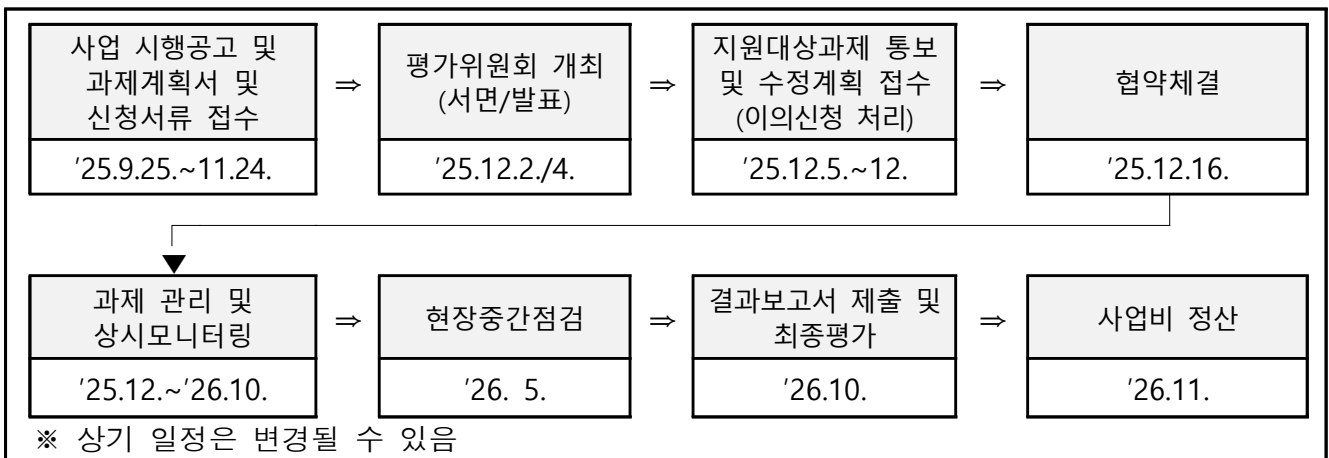 사업 시행공고 및
과제계획서 및
신청서류 접수
'25.9.25.~11.24.
⇒
평가위원회 개최
(서면/발표)
'25.12.2./4.
⇒
지원대상과제 통보
및 수정계획 접수
(이의신청 처리)
'25.12.5.~12.
⇒
협약체결
'25.12.16.
과제 관리 및
상시모니터링
'25.12.~'26.10.
⇒
현장중간점검
'26. 5.
⇒
결과보고서 제출 및
최종평가
'26.10.
⇒
사업비 정산
'26.11.
※ 상기 일정은 변경될 수 있음